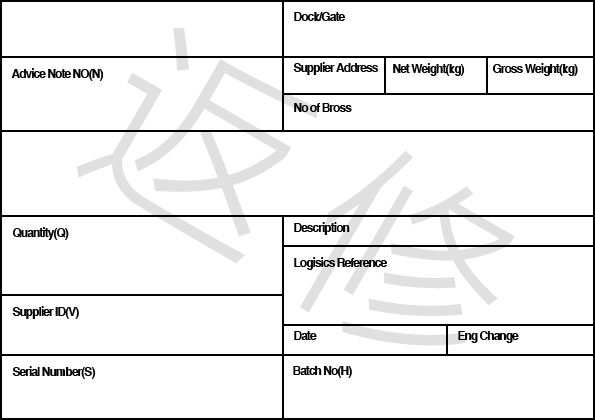 Dock/Gate
Advice Note NO(N)
Supplier Address
Net Weight(kg)
Gross Weight(kg)
No of Bross
返修
Quantity(Q)
Description
Logisics Reference
Supplier ID(V)
Date
Eng Change
Serial Number(S)
Batch No(H)